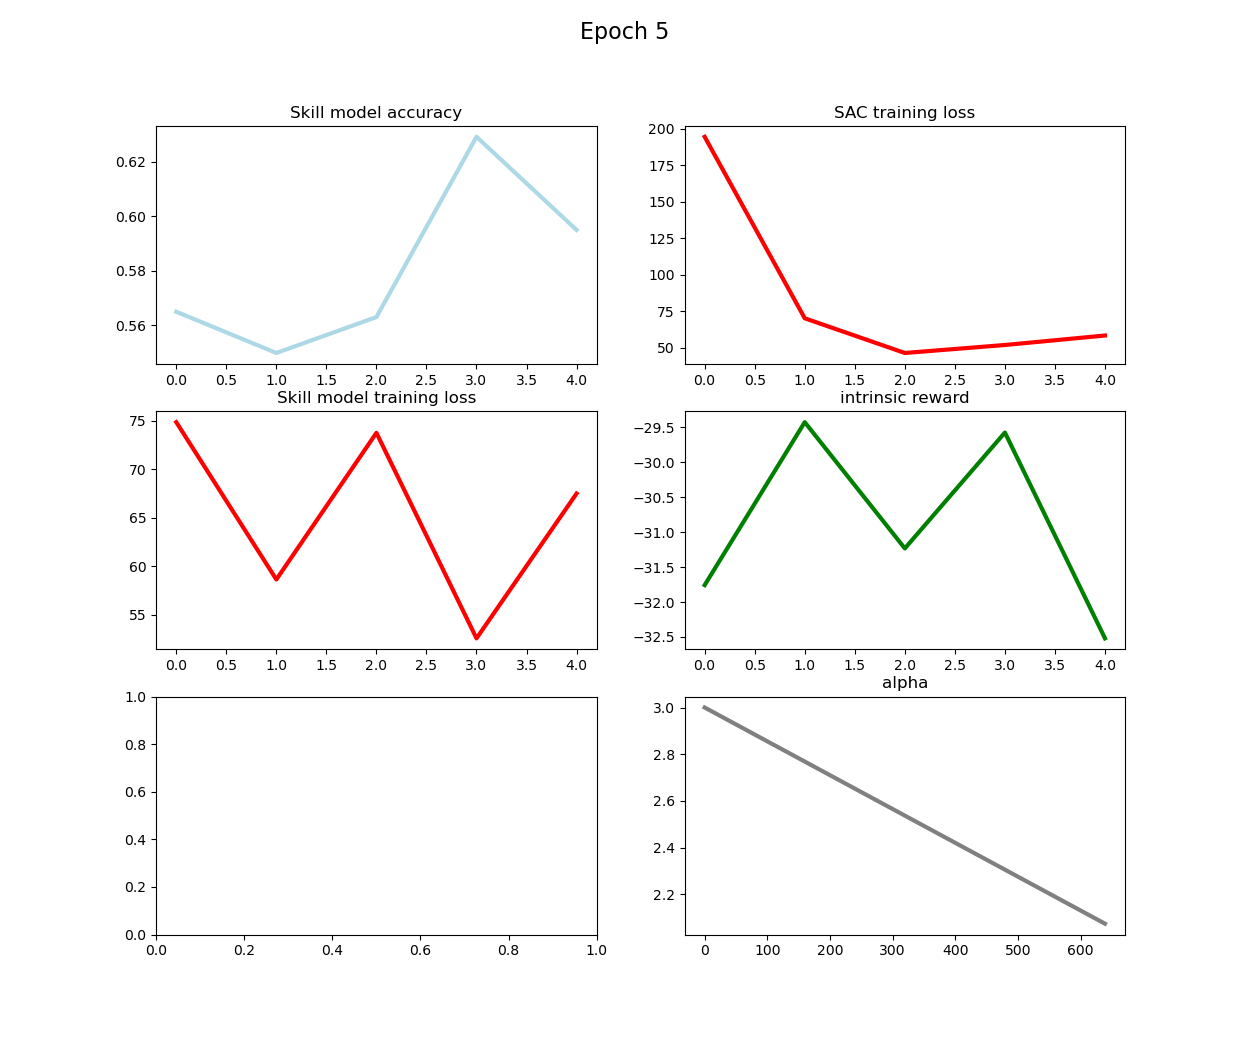 Epoch 5
Skill model accuracy
0.62
0.60
0.58
0.56
0.0 0.5 1.0 1.5 2.0 2.5 3.0 3.5 4.0
SAC training loss
200
175
150
125
100
75
50
0.0 0.5 1.0 1.5 2.0 2.5 3.0 3.5 4.0
Skill model training loss
75
70
65
60
55
0.0 0.5 1.0 1.5 2.0 2.5 3.0 3.5 4.0
intrinsic reward
−29.5
−30.0
−30.5
−31.0
−31.5
−32.0
−32.5
0.0 0.5 1.0 1.5 2.0 2.5 3.0 3.5 4.0
1.0
0.8
0.6
0.4
0.2
0.0
0.0 0.2 0.4 0.6 0.8 1.0
alpha
3.0
2.8
2.6
2.4
2.2
0 100 200 300 400 500 600